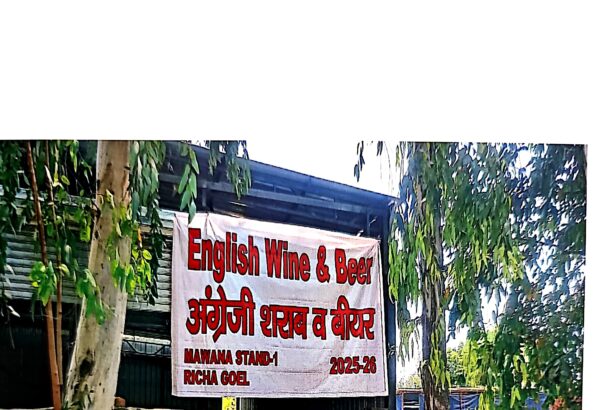 English Wine & Beer
अंग्रेजी शराब व बीयर
MAWANA STAND-1 2025-26
RICHA GOEL